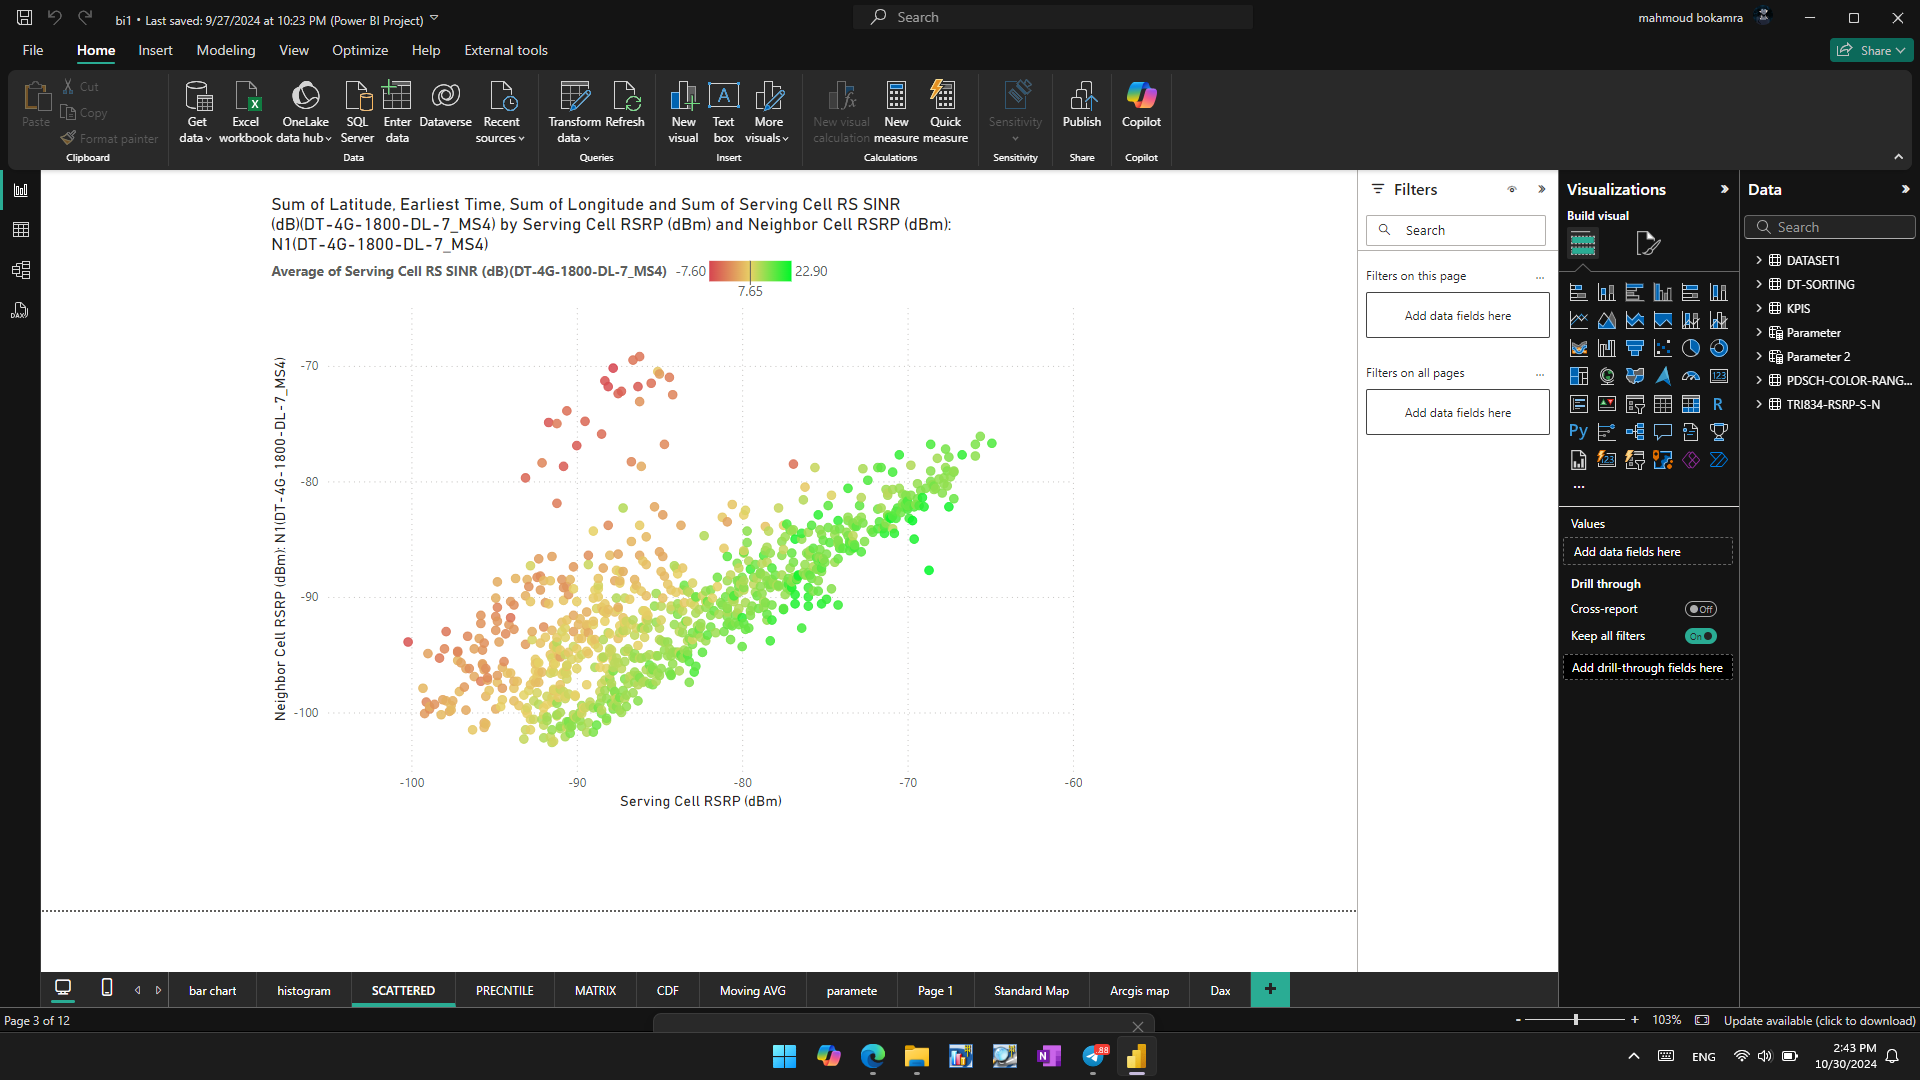 bi1 • Last saved: 9/27/2024 at 10:23 PM (Power BI Project)
Search
mahmoud bokamra
File Home Insert Modeling View Optimize Help External tools
Share
Paste
Cut
Copy
Format painter
Clipboard
Get data
Excel workbook
OneLake data hub
SQL Server
Enter data
Dataverse
Recent sources
Data
Transform data
Refresh
Queries
New visual
Text box
More visuals
Insert
New visual calculation
New measure
Quick measure
Calculations
Sensitivity
Sensitivity
Publish
Share
Copilot
Copilot
Sum of Latitude, Earliest Time, Sum of Longitude and Sum of Serving Cell RS SINR
(dB)(DT-4G-1800-DL-7_MS4) by Serving Cell RSRP (dBm) and Neighbor Cell RSRP (dBm):
N1(DT-4G-1800-DL-7_MS4)
Average of Serving Cell RS SINR (dB)(DT-4G-1800-DL-7_MS4) -7.60 22.90
7.65
Neighbor Cell RSRP (dBm): N1(DT-4G-1800-DL-7_MS4)
-70
-80
-90
-100
-100 -90 -80 -70 -60
Serving Cell RSRP (dBm)
Filters
Search
Filters on this page ...
Add data fields here
Filters on all pages ...
Add data fields here
Visualizations
Build visual
123
R
Py
123
...
Values
Add data fields here
Drill through
Cross-report Off
Keep all filters On
Add drill-through fields here
Data
Search
DATASET1
DT-SORTING
KPIS
Parameter
Parameter 2
PDSCH-COLOR-RANG...
TRI834-RSRP-S-N
DAX
bar chart histogram SCATTERED PRECNTILE MATRIX CDF Moving AVG paramete Page 1 Standard Map Arcgis map Dax +
Page 3 of 12
- + 103% Update available (click to download)
N
88
ENG
2:43 PM
10/30/2024